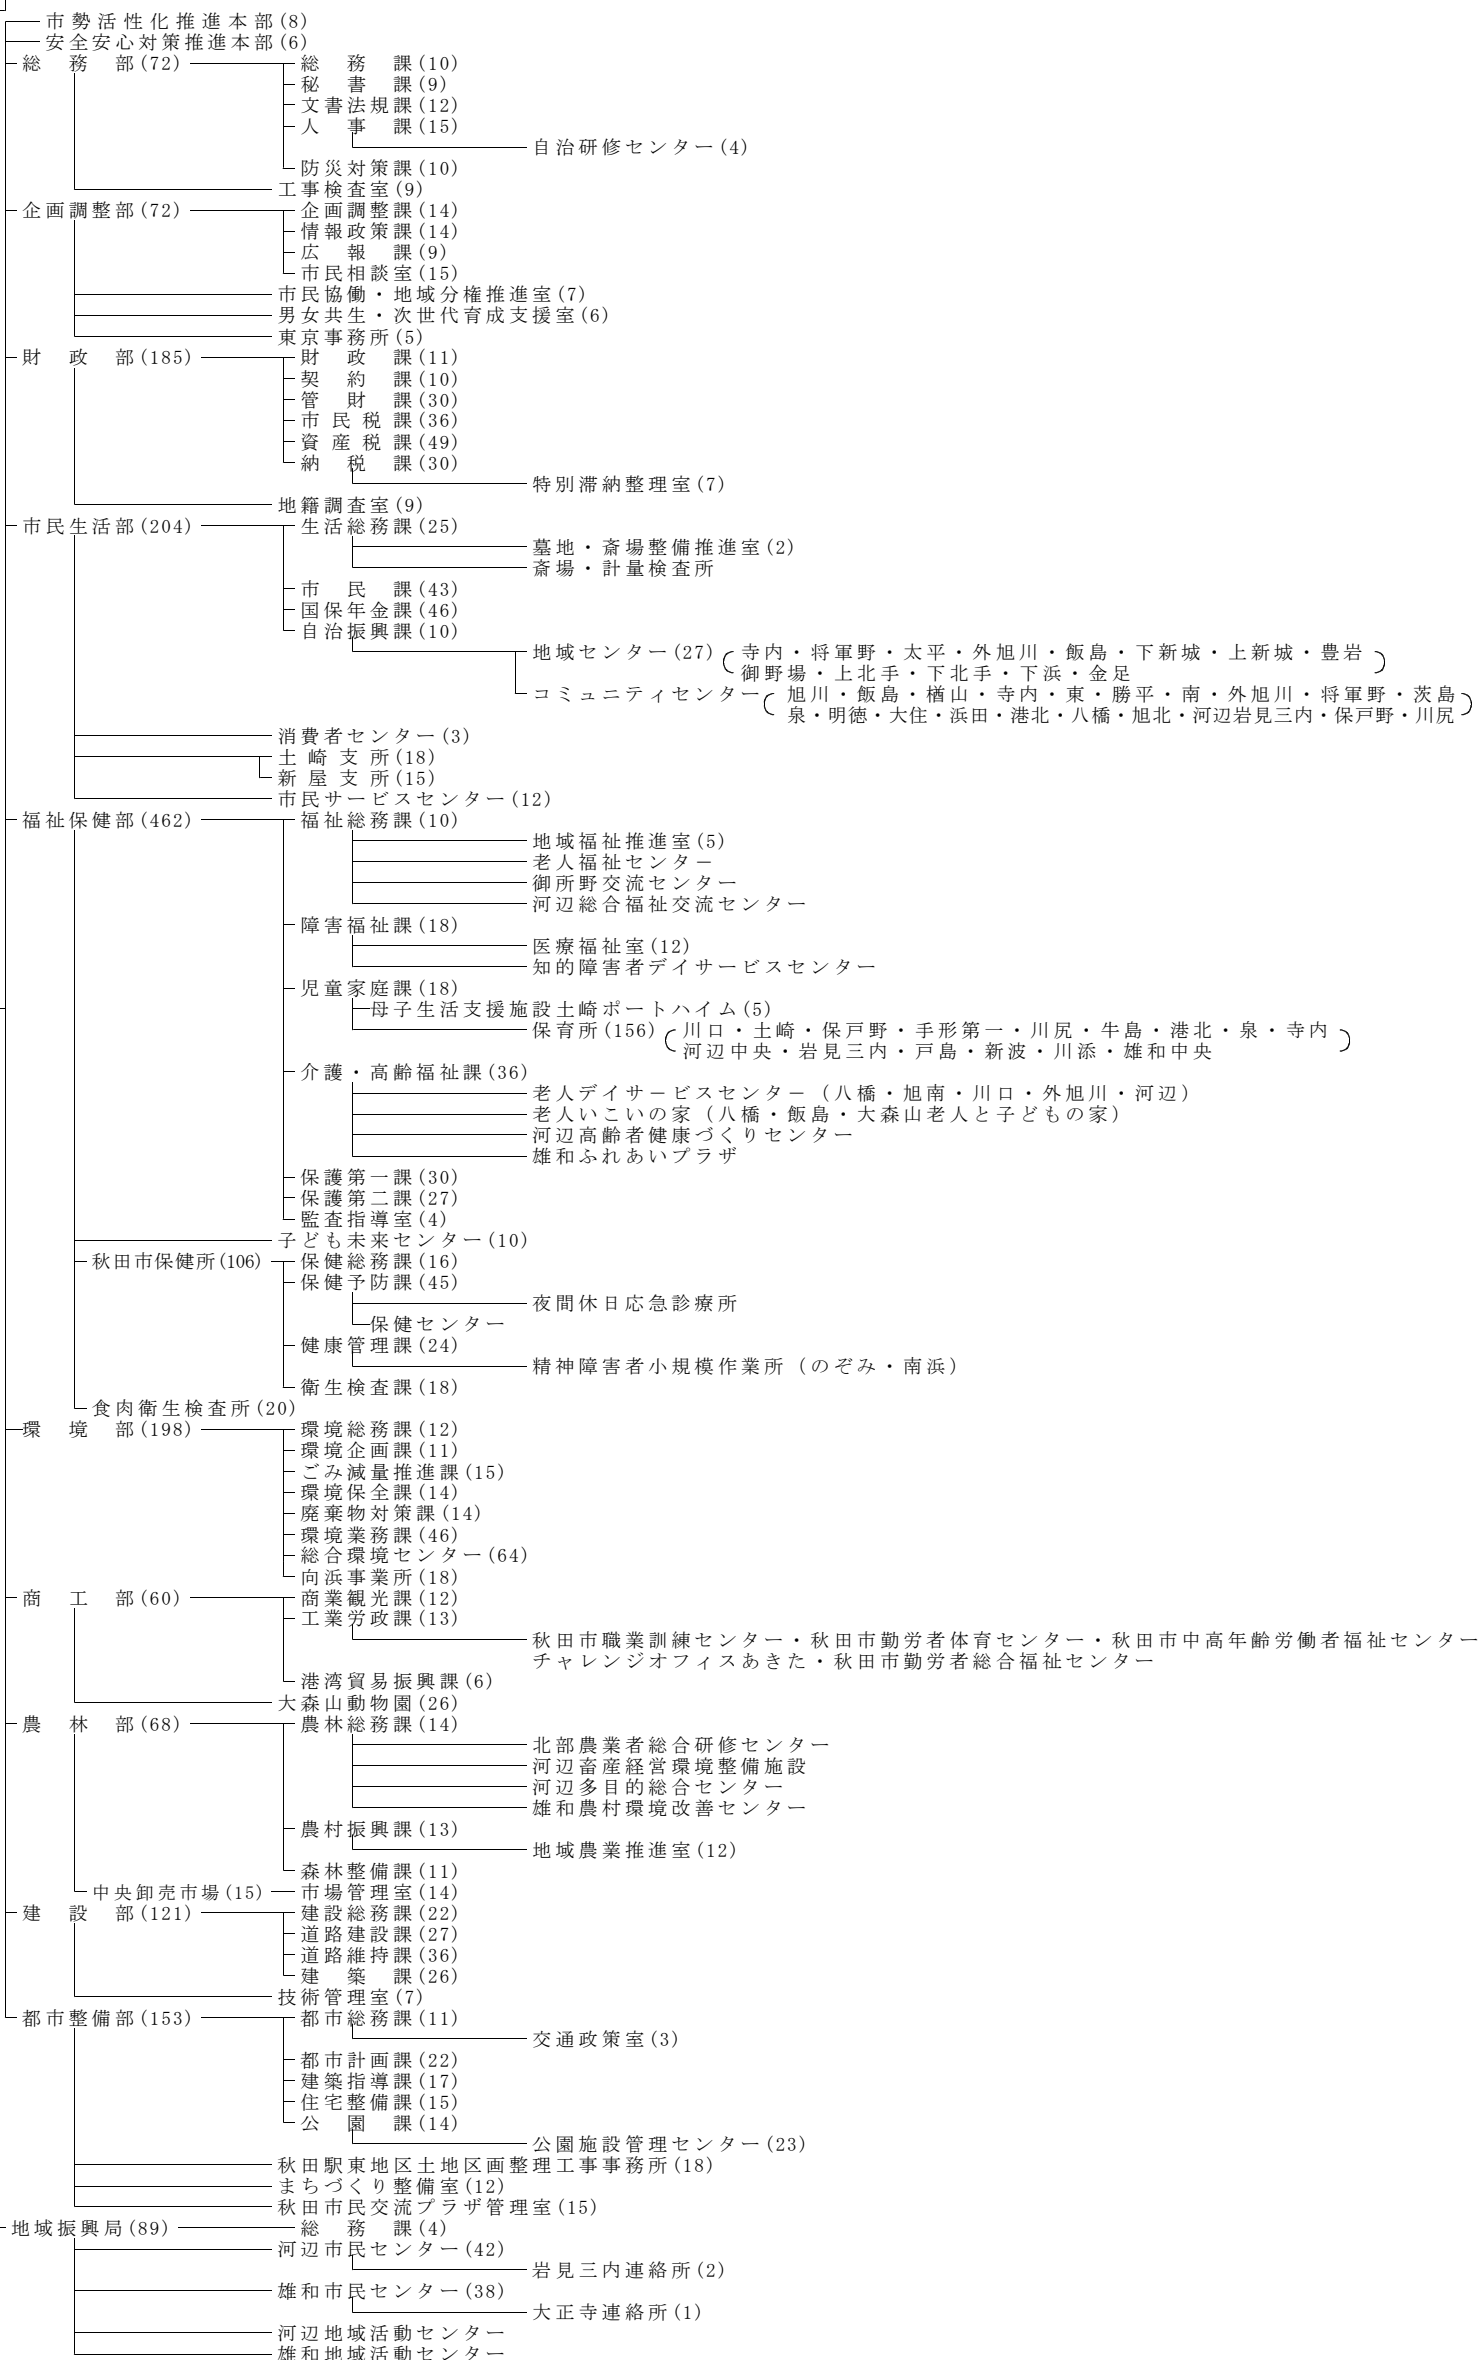 市勢活性化推進本部(8)
安全安心対策推進本部(6)
総務部(72) 総務課(10)
秘書課(9)
文書法規課(12)
人事課(15)
自治研修センター(4)
防災対策課(10)
工事検査室(9)
企画調整部(72) 企画調整課(14)
情報政策課(14)
広報課(9)
市民相談室(15)
市民協働・地域分権推進室(7)
男女共生・次世代育成支援室(6)
東京事務所(5)
財政部(185) 財政課(11)
契約課(10)
管財課(30)
市民税課(36)
資産税課(49)
納税課(30)
特別滞納整理室(7)
地籍調査室(9)
市民生活部(204) 生活総務課(25)
墓地・斎場整備推進室(2)
斎場・計量検査所
市民課(43)
国保年金課(46)
自治振興課(10)
地域センター(27) 寺内・将軍野・太平・外旭川・飯島・下新城・上新城・豊岩
御野場・上北手・下北手・下浜・金足
コミュニティセンター 旭川・飯島・楢山・寺内・東・勝平・南・外旭川・将軍野・茨島
泉・明徳・大住・浜田・港北・八橋・旭北・河辺岩見三内・保戸野・川尻
消費者センター(3)
土崎支所(18)
新屋支所(15)
市民サービスセンター(12)
福祉保健部(462) 福祉総務課(10)
地域福祉推進室(5)
老人福祉センター
御所野交流センター
河辺総合福祉交流センター
障害福祉課(18)
医療福祉室(12)
知的障害者デイサービスセンター
児童家庭課(18)
母子生活支援施設土崎ポートハイム(5)
保育所(156) 川口・土崎・保戸野・手形第一・川尻・牛島・港北・泉・寺内
河辺中央・岩見三内・戸島・新波・川添・雄和中央
介護・高齢福祉課(36)
老人デイサービスセンター（八橋・旭南・川口・外旭川・河辺）
老人いこいの家（八橋・飯島・大森山老人と子どもの家）
河辺高齢者健康づくりセンター
雄和ふれあいプラザ
保護第一課(30)
保護第二課(27)
監査指導室(4)
子ども未来センター(10)
秋田市保健所(106) 保健総務課(16)
保健予防課(45)
夜間休日応急診療所
保健センター
健康管理課(24)
精神障害者小規模作業所（のぞみ・南浜）
衛生検査課(18)
食肉衛生検査所(20)
環境部(198) 環境総務課(12)
環境企画課(11)
ごみ減量推進課(15)
環境保全課(14)
廃棄物対策課(14)
環境業務課(46)
総合環境センター(64)
向浜事業所(18)
商工部(60) 商業観光課(12)
工業労政課(13)
秋田市職業訓練センター・秋田市勤労者体育センター・秋田市中高年齢労働者福祉センター
チャレンジオフィスあきた・秋田市勤労者総合福祉センター
港湾貿易振興課(6)
大森山動物園(26)
農林部(68) 農林総務課(14)
北部農業者総合研修センター
河辺畜産経営環境整備施設
河辺多目的総合センター
雄和農村環境改善センター
農村振興課(13)
地域農業推進室(12)
森林整備課(11)
中央卸売市場(15) 市場管理室(14)
建設部(121) 建設総務課(22)
道路建設課(27)
道路維持課(36)
建築課(26)
技術管理室(7)
都市整備部(153) 都市総務課(11)
交通政策室(3)
都市計画課(22)
建築指導課(17)
住宅整備課(15)
公園課(14)
公園施設管理センター(23)
秋田駅東地区土地区画整理工事事務所(18)
まちづくり整備室(12)
秋田市民交流プラザ管理室(15)
地域振興局(89) 総務課(4)
河辺市民センター(42)
岩見三内連絡所(2)
雄和市民センター(38)
大正寺連絡所(1)
河辺地域活動センター
雄和地域活動センター